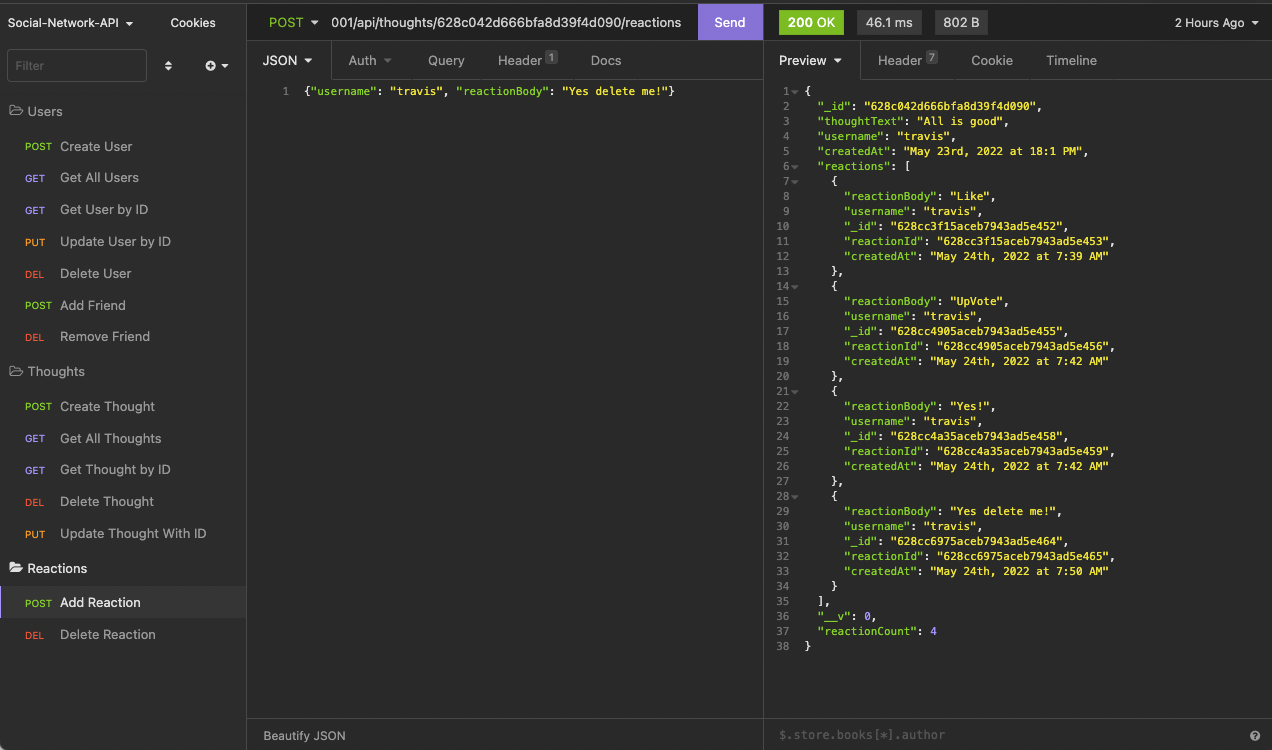 Social-Network-API
Cookies
Filter
Users
POST Create User
GET Get All Users
GET Get User by ID
PUT Update User by ID
DEL Delete User
POST Add Friend
DEL Remove Friend
Thoughts
POST Create Thought
GET Get All Thoughts
GET Get Thought by ID
DEL Delete Thought
PUT Update Thought With ID
Reactions
POST Add Reaction
DEL Delete Reaction
POST 001/api/thoughts/628c042d666bfa8d39f4d090/reactions Send
JSON Auth Query Header 1 Docs
1 {"username": "travis", "reactionBody": "Yes delete me!"}
Beautify JSON
200 OK 46.1 ms 802 B 2 Hours Ago
Preview Header 7 Cookie Timeline
1 {
2 "_id": "628c042d666bfa8d39f4d090",
3 "thoughtText": "All is good",
4 "username": "travis",
5 "createdAt": "May 23rd, 2022 at 18:1 PM",
6 "reactions": [
7 {
8 "reactionBody": "Like",
9 "username": "travis",
10 "_id": "628cc3f15aceb7943ad5e452",
11 "reactionId": "628cc3f15aceb7943ad5e453",
12 "createdAt": "May 24th, 2022 at 7:39 AM"
13 },
14 {
15 "reactionBody": "UpVote",
16 "username": "travis",
17 "_id": "628cc4905aceb7943ad5e455",
18 "reactionId": "628cc4905aceb7943ad5e456",
19 "createdAt": "May 24th, 2022 at 7:42 AM"
20 },
21 {
22 "reactionBody": "Yes!",
23 "username": "travis",
24 "_id": "628cc4a35aceb7943ad5e458",
25 "reactionId": "628cc4a35aceb7943ad5e459",
26 "createdAt": "May 24th, 2022 at 7:42 AM"
27 },
28 {
29 "reactionBody": "Yes delete me!",
30 "username": "travis",
31 "_id": "628cc6975aceb7943ad5e464",
32 "reactionId": "628cc6975aceb7943ad5e465",
33 "createdAt": "May 24th, 2022 at 7:50 AM"
34 }
35 ],
36 "__v": 0,
37 "reactionCount": 4
38 }
$.store.books[*].author